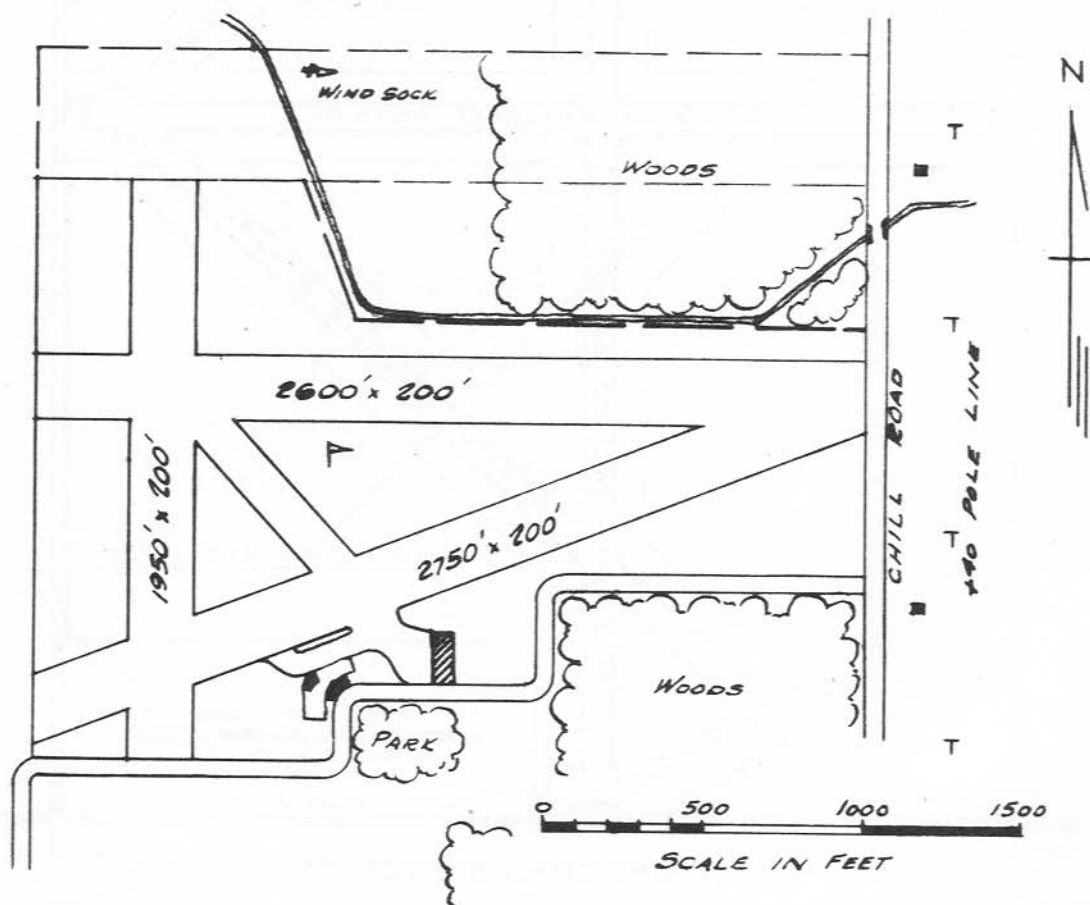 N
WIND SOCK
WOODS
T
T
2600' x 200'
CHILL ROAD
40 POLE LINE
1950' x 200'
2750' x 200'
T
WOODS
PARK
T
0 500 1000 1500
SCALE IN FEET